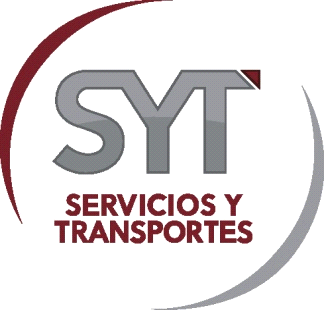 SYT
SERVICIOS Y
TRANSPORTES